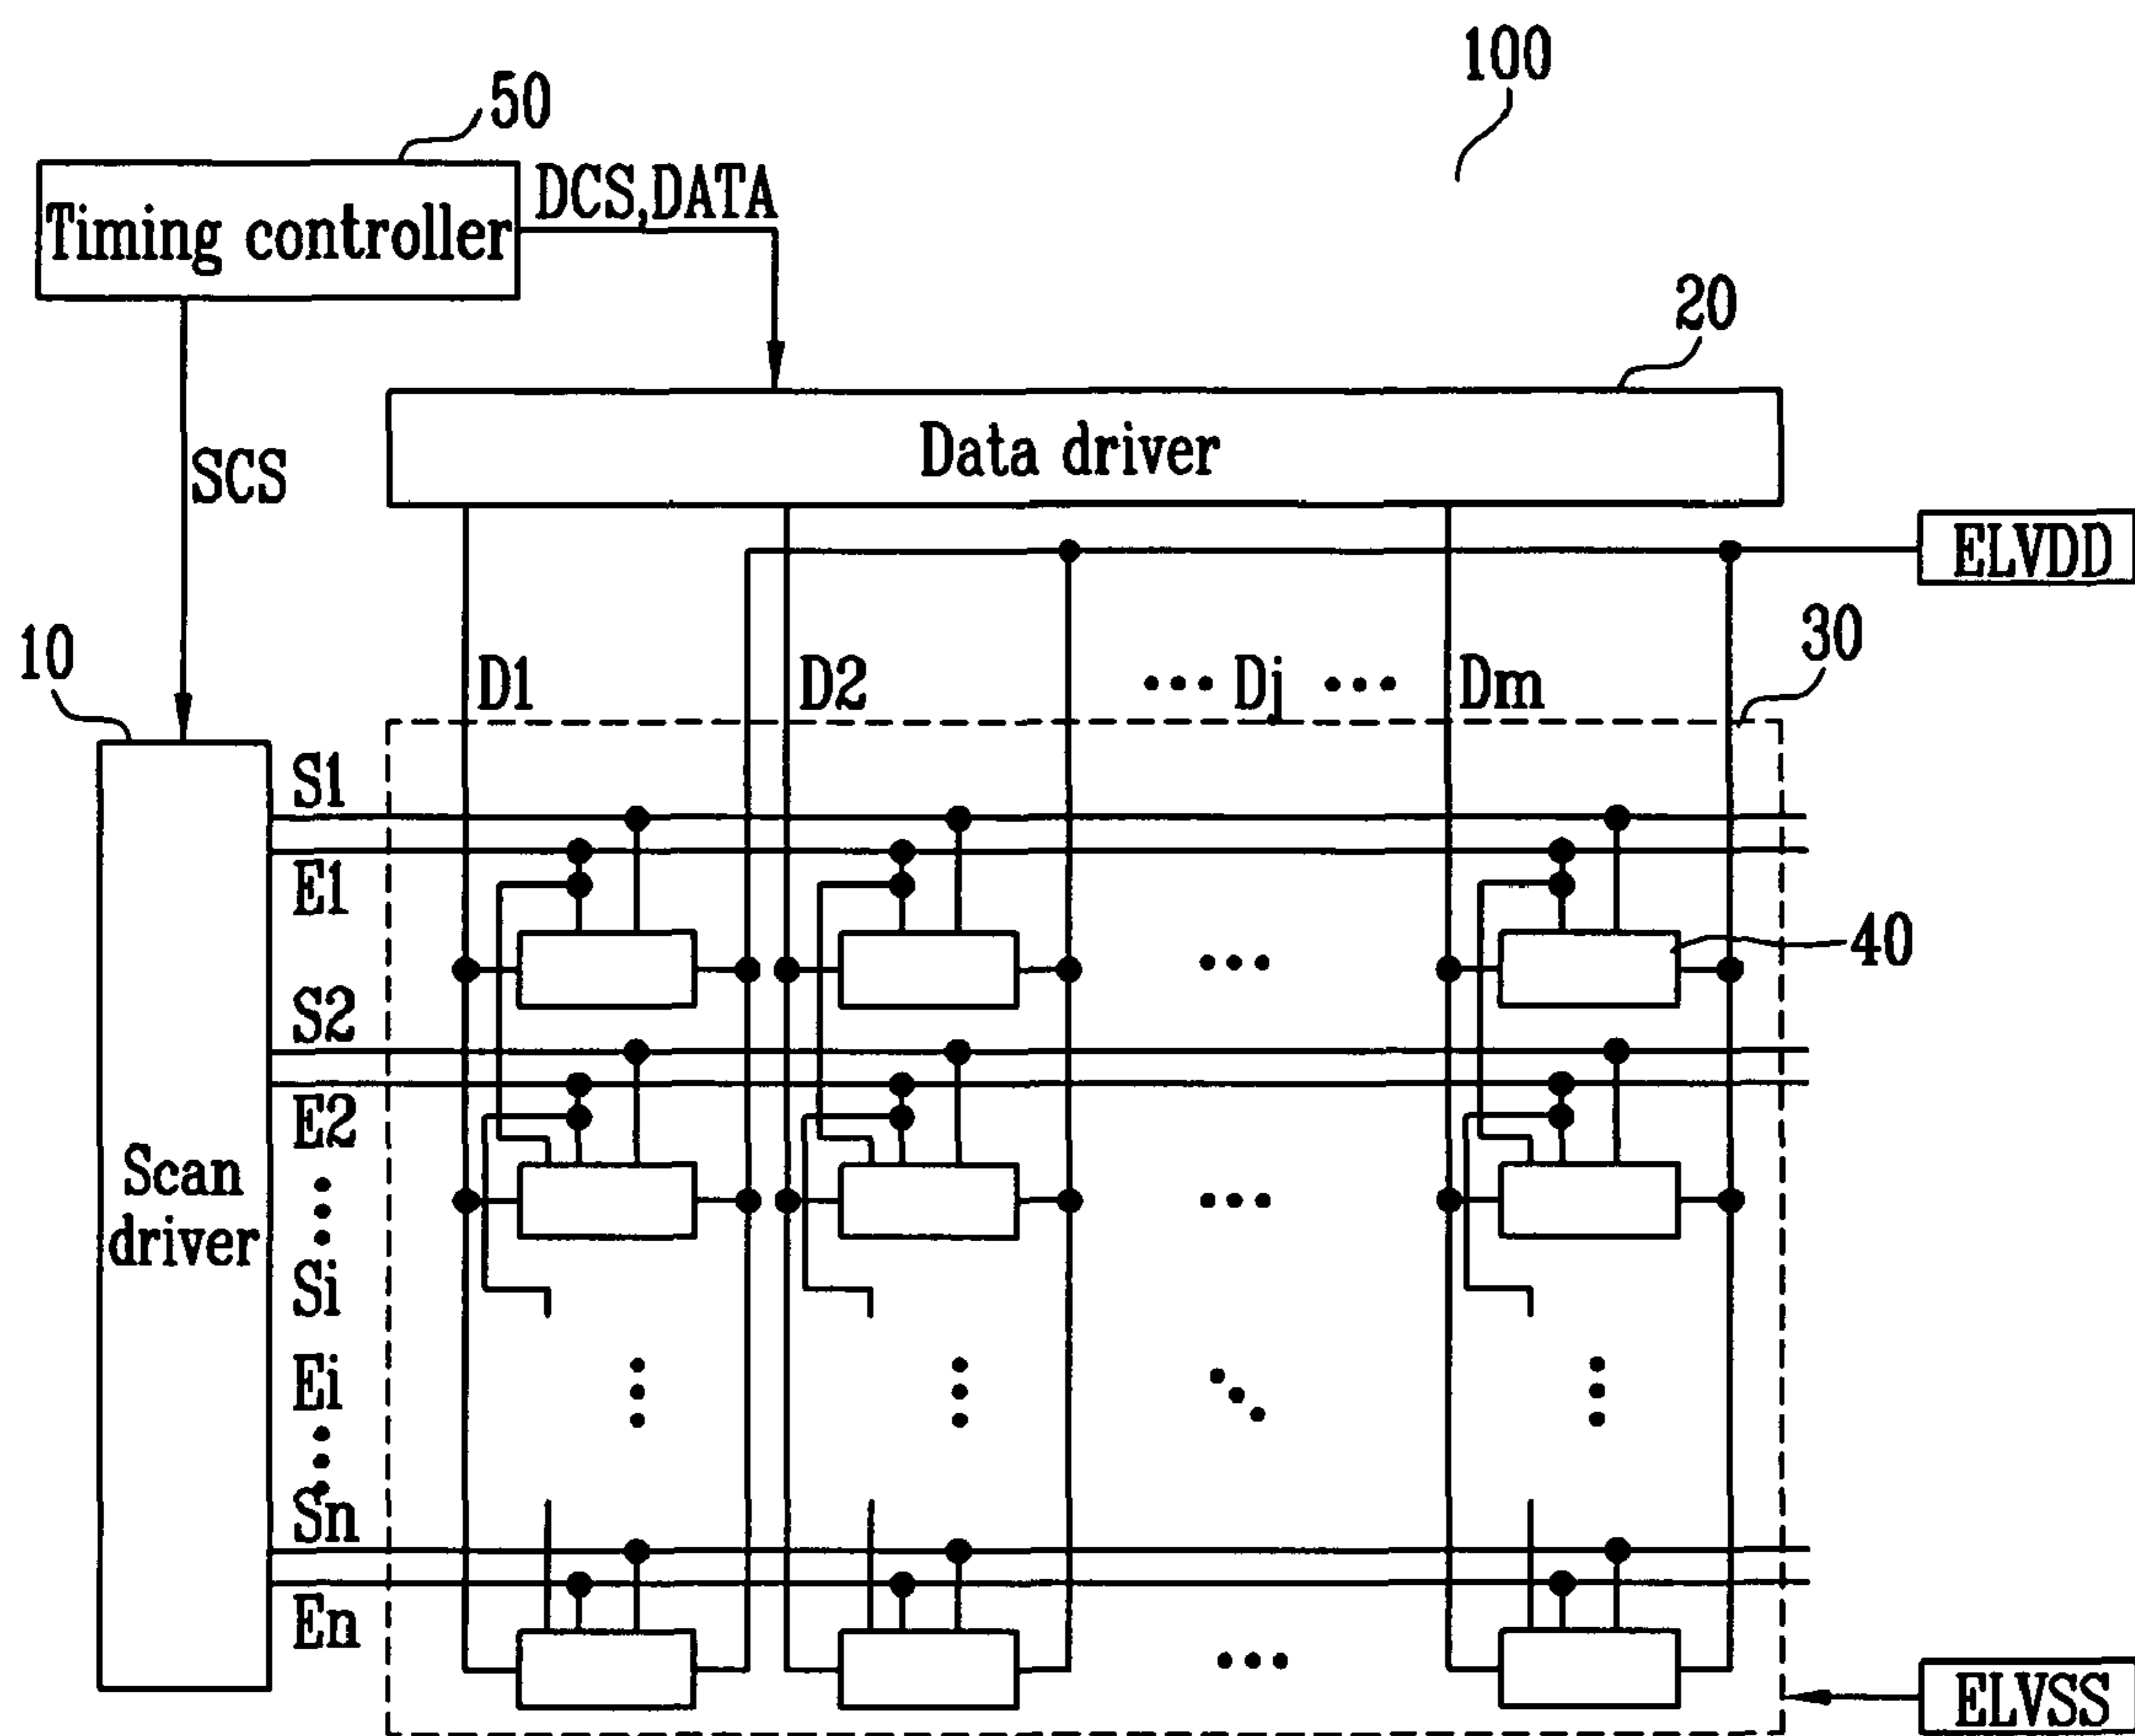 100
50
Timing controller
DCS,DATA
20
Data driver
SCS
ELVDD
30
10
D1
D2
••• Dj •••
Dm
S1
E1
40
S2
E2
Scan
driver
Si
Ei
Sn
En
ELVSS